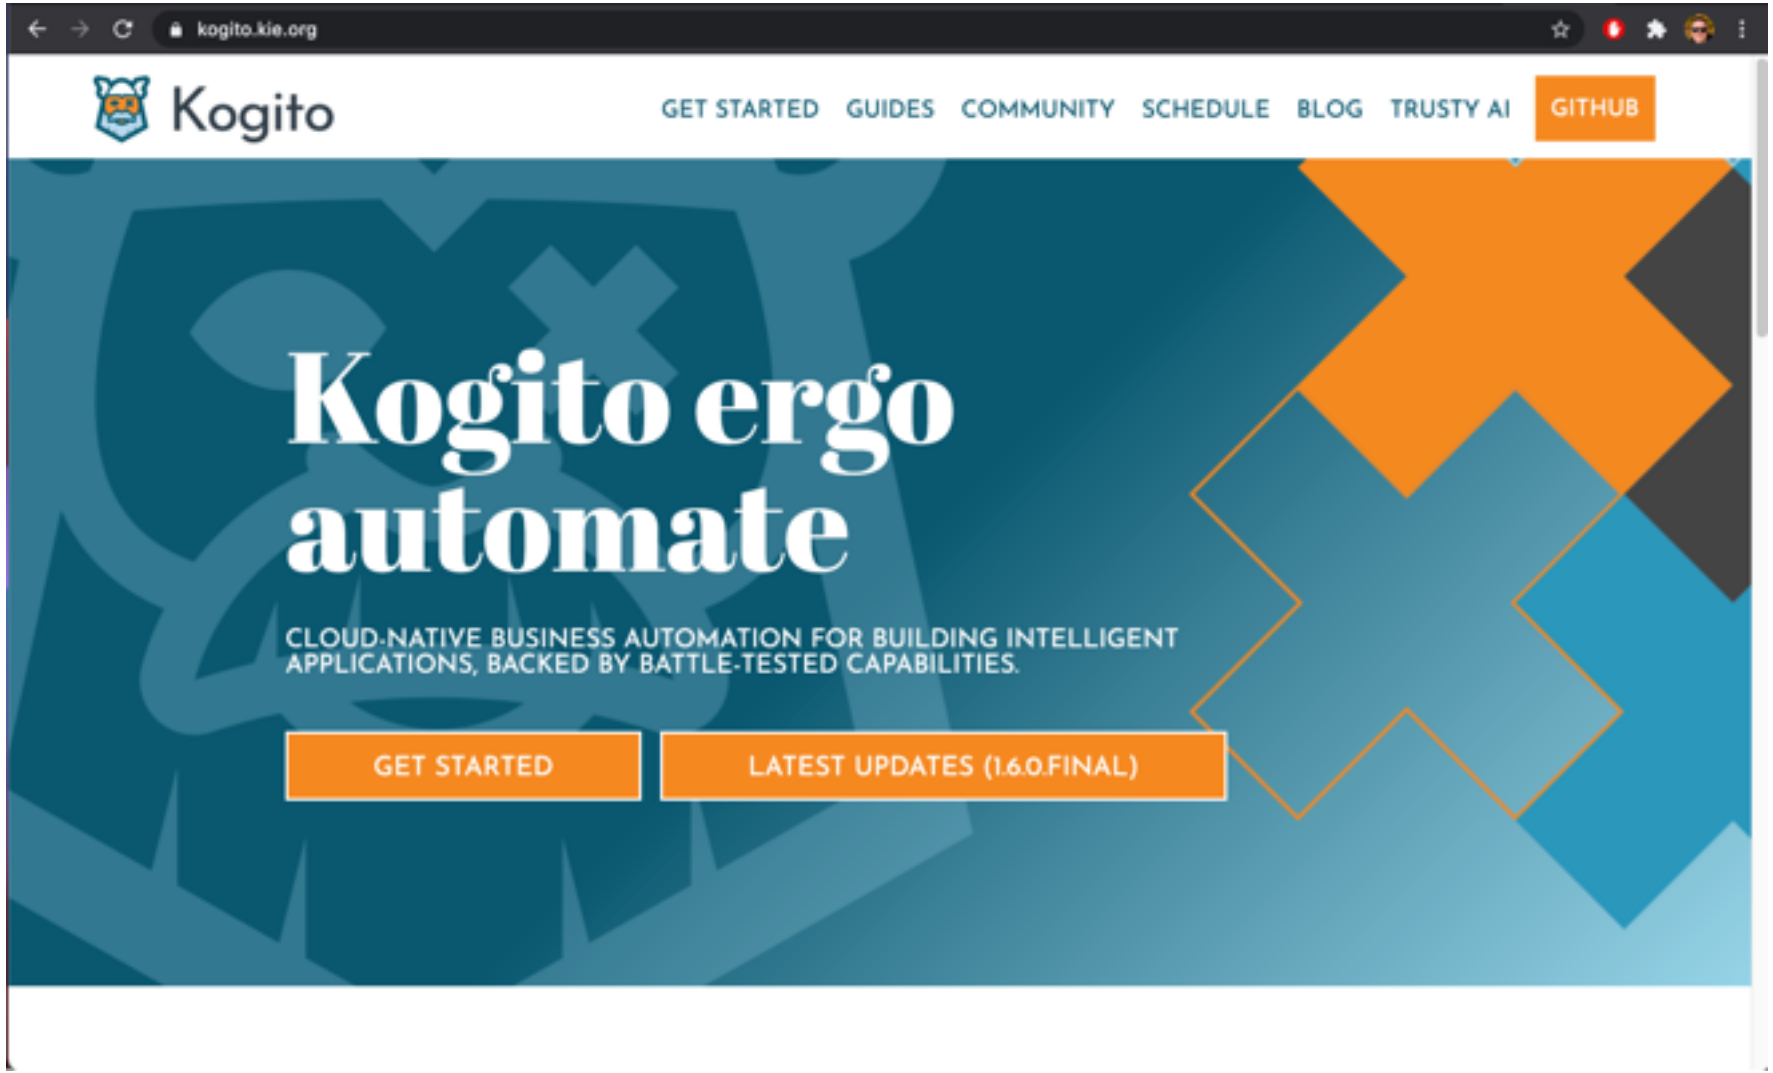 kogito.kie.org
Kogito
GET STARTED GUIDES COMMUNITY SCHEDULE BLOG TRUSTY AI GITHUB
Kogito ergo
automate
CLOUD-NATIVE BUSINESS AUTOMATION FOR BUILDING INTELLIGENT
APPLICATIONS, BACKED BY BATTLE-TESTED CAPABILITIES.
GET STARTED
LATEST UPDATES (1.6.0.FINAL)